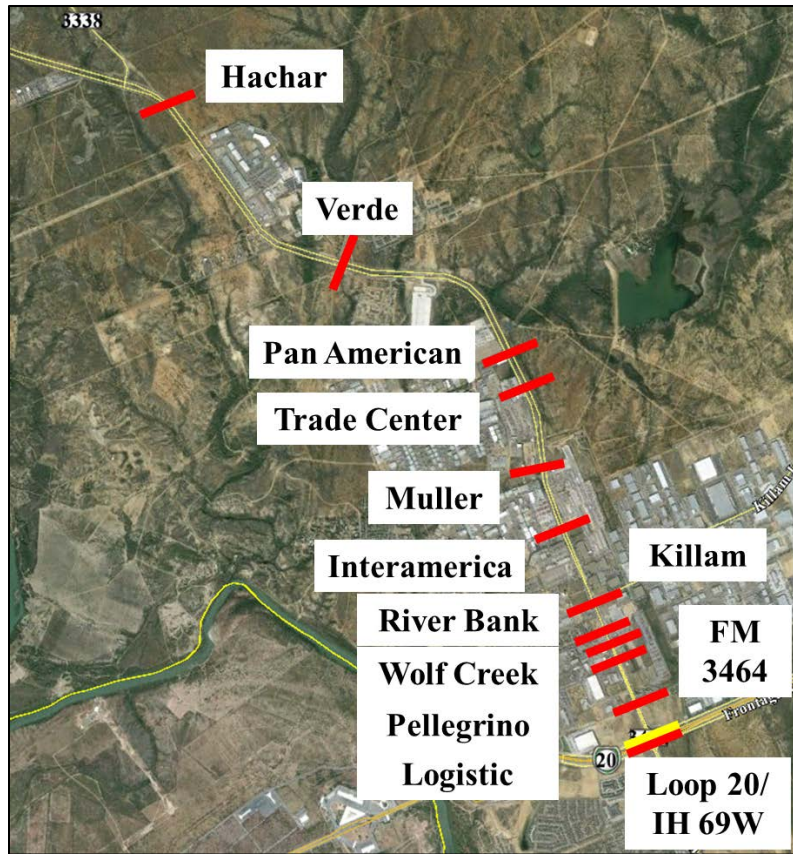 3338
Hachar
Verde
Pan American
Trade Center
Muller
Interamerica
Killam
Killam
River Bank
FM
3464
Wolf Creek
Pellegrino
Logistic
20
Loop 20/
IH 69W